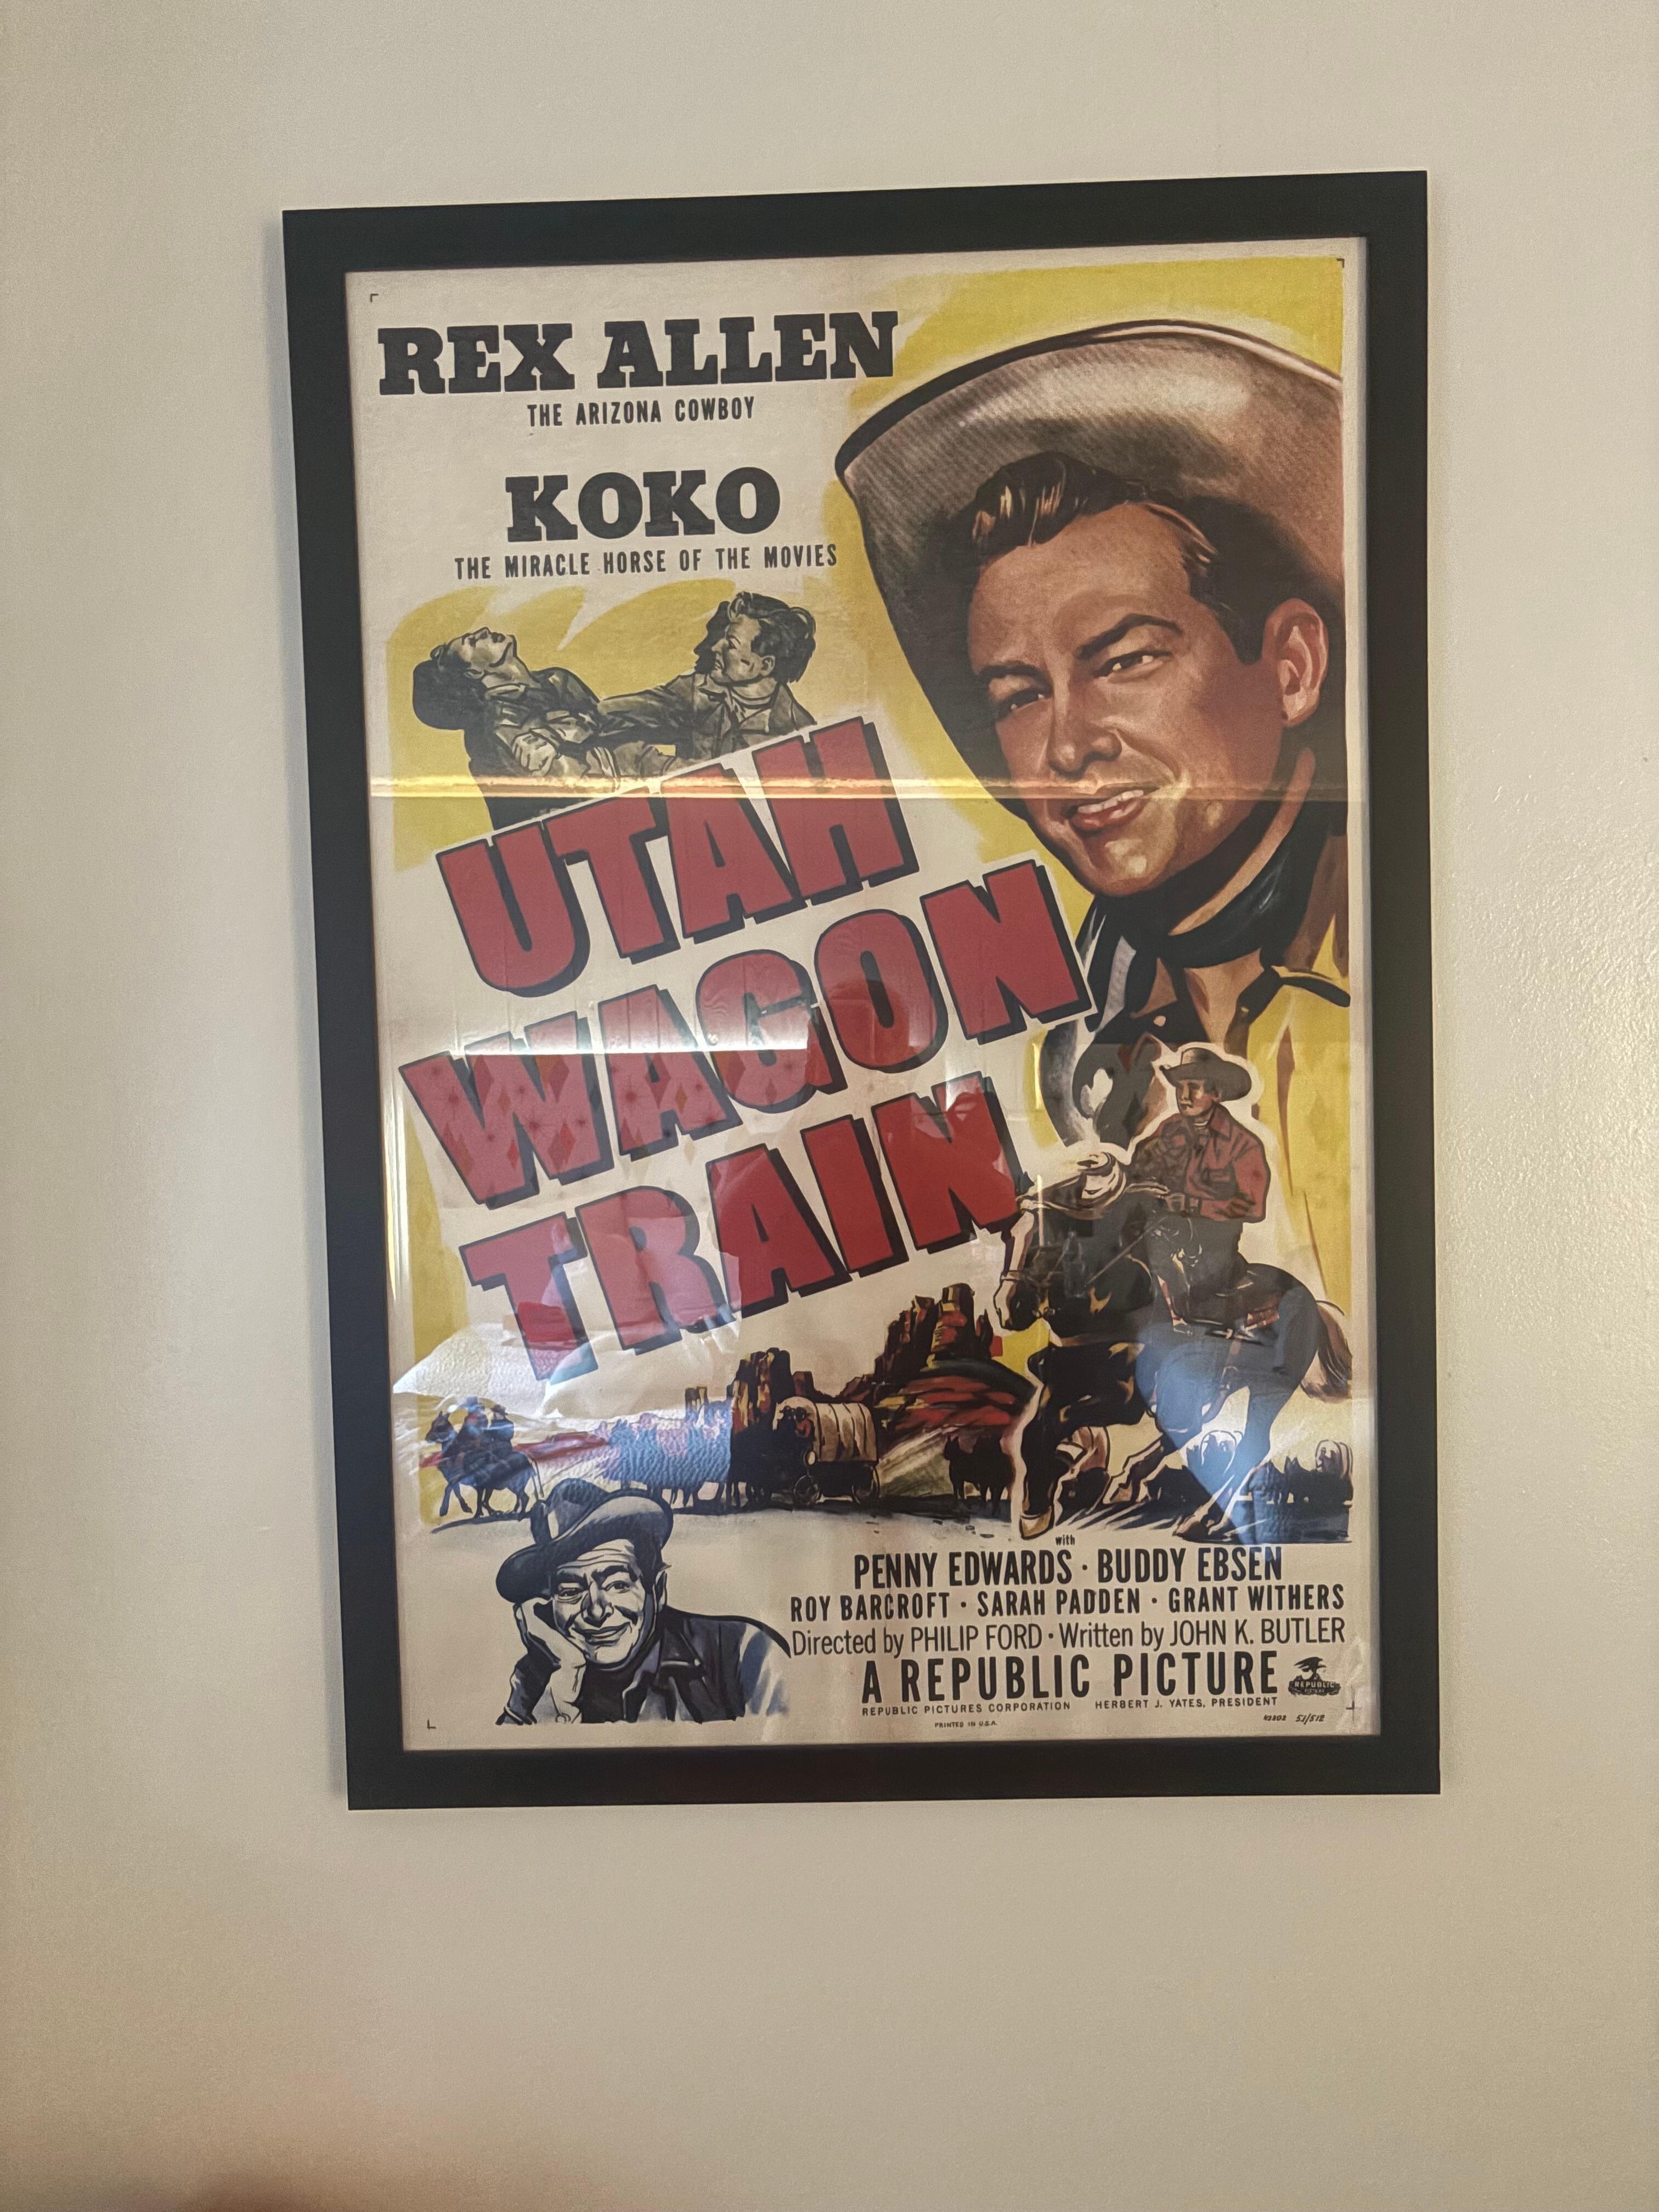 REX ALLEN
THE ARIZONA COWBOY
KOKO
THE MIRACLE HORSE OF THE MOVIES
UTAH
WAGON
TRAIN
with
PENNY EDWARDS · BUDDY EBSEN
ROY BARCROFT · SARAH PADDEN · GRANT WITHERS
Directed by PHILIP FORD · Written by JOHN K. BUTLER
A REPUBLIC PICTURE
REPUBLIC
REPUBLIC PICTURES CORPORATION HERBERT J. YATES, PRESIDENT
PRINTED IN U.S.A.
51/512